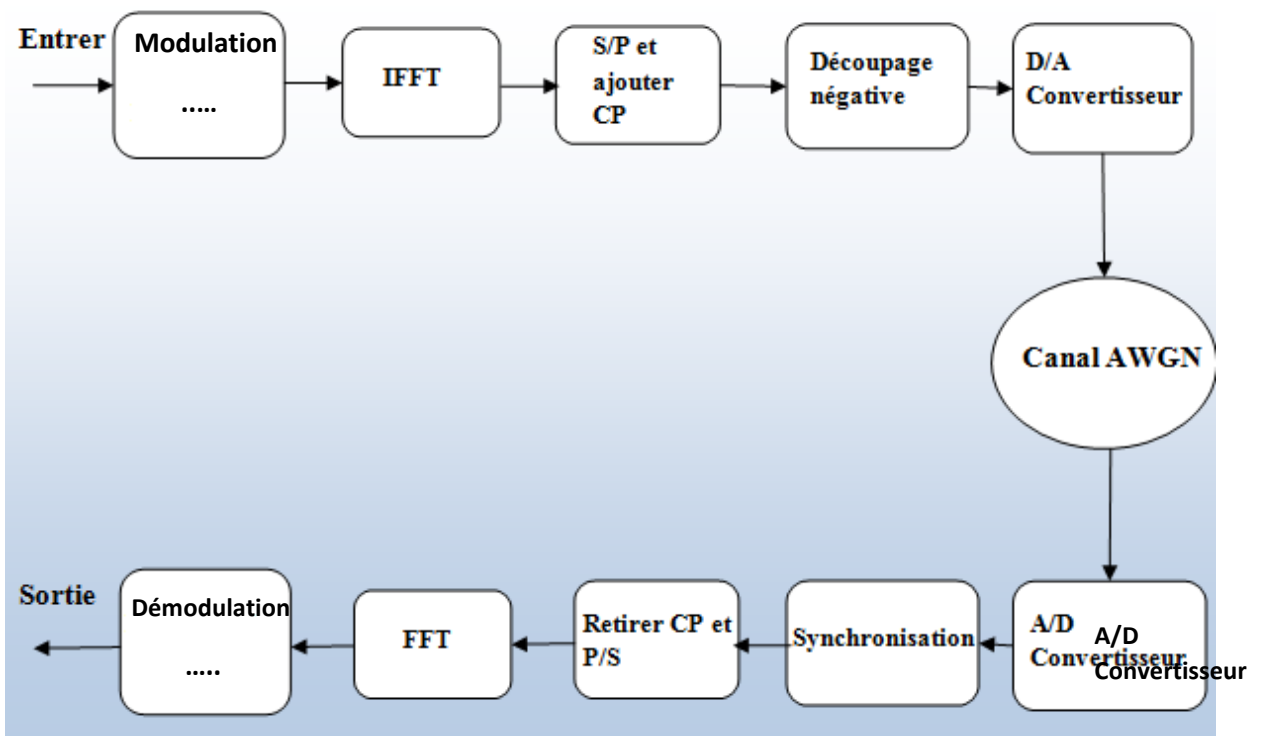 Entrer
Modulation
.....
IFFT
S/P et
ajouter
CP
Découpage
négative
D/A
Convertisseur
Canal AWGN
A/D
Convertisseur
A/D
Convertisseur
Synchronisation
Retirer CP et
P/S
FFT
Démodulation
.....
Sortie